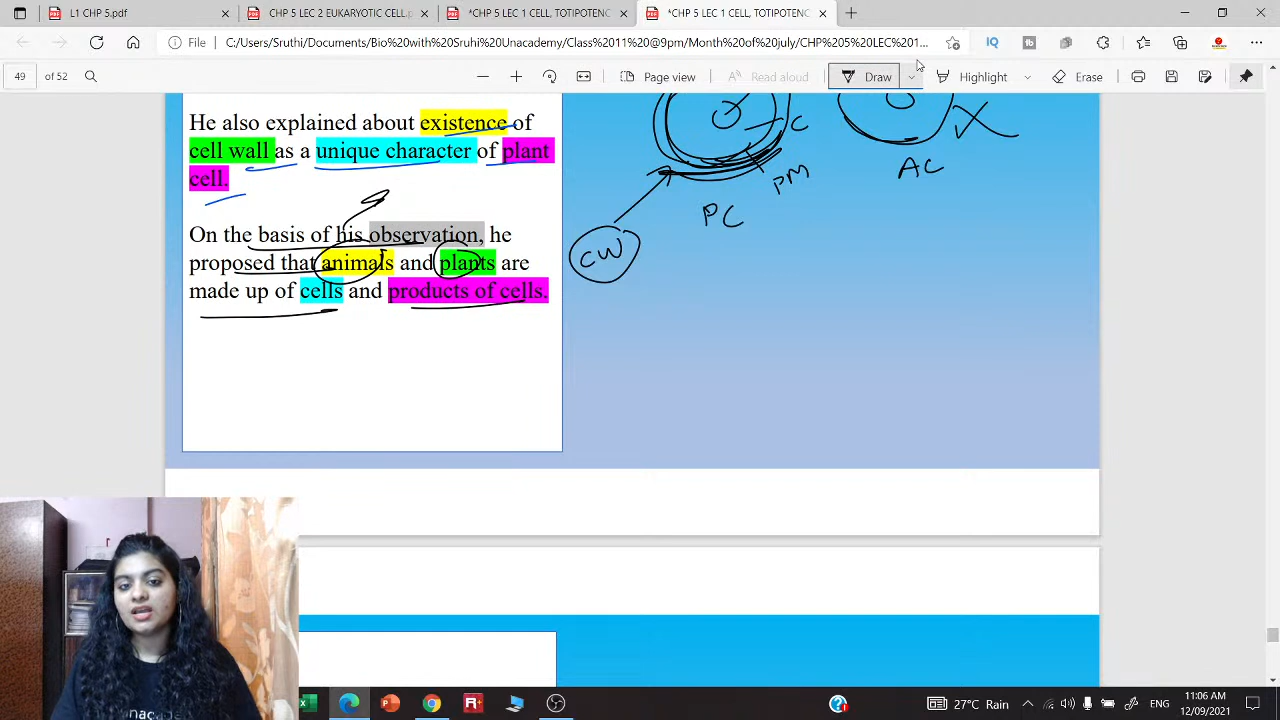 L1 CHP 5.pdf
CHP 5 LEC 2 EUKARYOTIC CELL.p
*CHP 5 LEC 1 CELL, TOTIPOTENC
*CHP 5 LEC 1 CELL, TOTIPOTENC
File
C:/Users/Sruthi/Documents/Bio%20with%20Sruhi%20Unacademy/Class%2011%20@9pm/Month%20of%20july/CHP%205%20LEC%201...
49 of 52
Page view
Read aloud
Draw
Highlight
Erase
He also explained about existence of
cell wall as a unique character of plant
cell.
On the basis of his observation, he
proposed that animals and plants are
made up of cells and products of cells.
C
PM
PC
CW
AC
27°C Rain
ENG
11:06 AM
12/09/2021